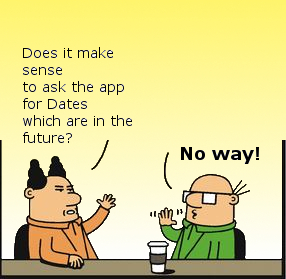 Does it make
sense
to ask the app
for Dates
which are in the
future?
No way!